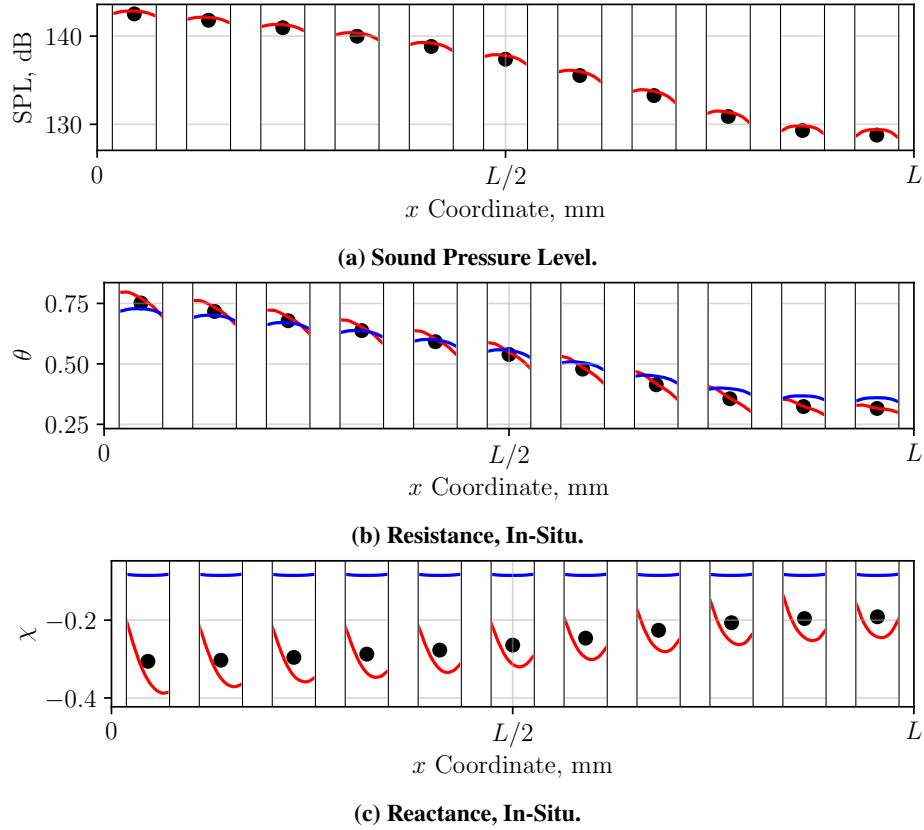 140
130
SPL, dB
0
L/2
L
x Coordinate, mm
(a) Sound Pressure Level.
0.75
0.50
0.25
θ
0
L/2
L
x Coordinate, mm
(b) Resistance, In-Situ.
−0.2
−0.4
χ
0
L/2
L
x Coordinate, mm
(c) Reactance, In-Situ.